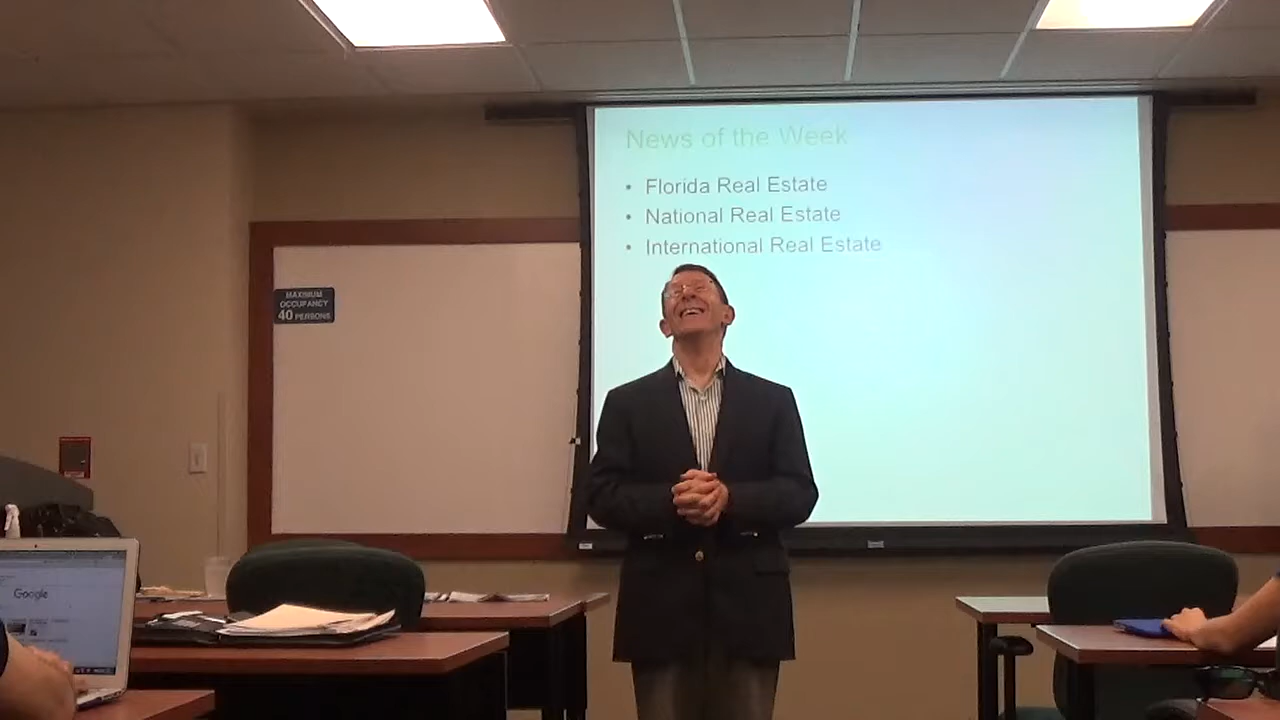 News of the Week
• Florida Real Estate
• National Real Estate
• International Real Estate
MAXIMUM
OCCUPANCY
40 PERSONS
Google